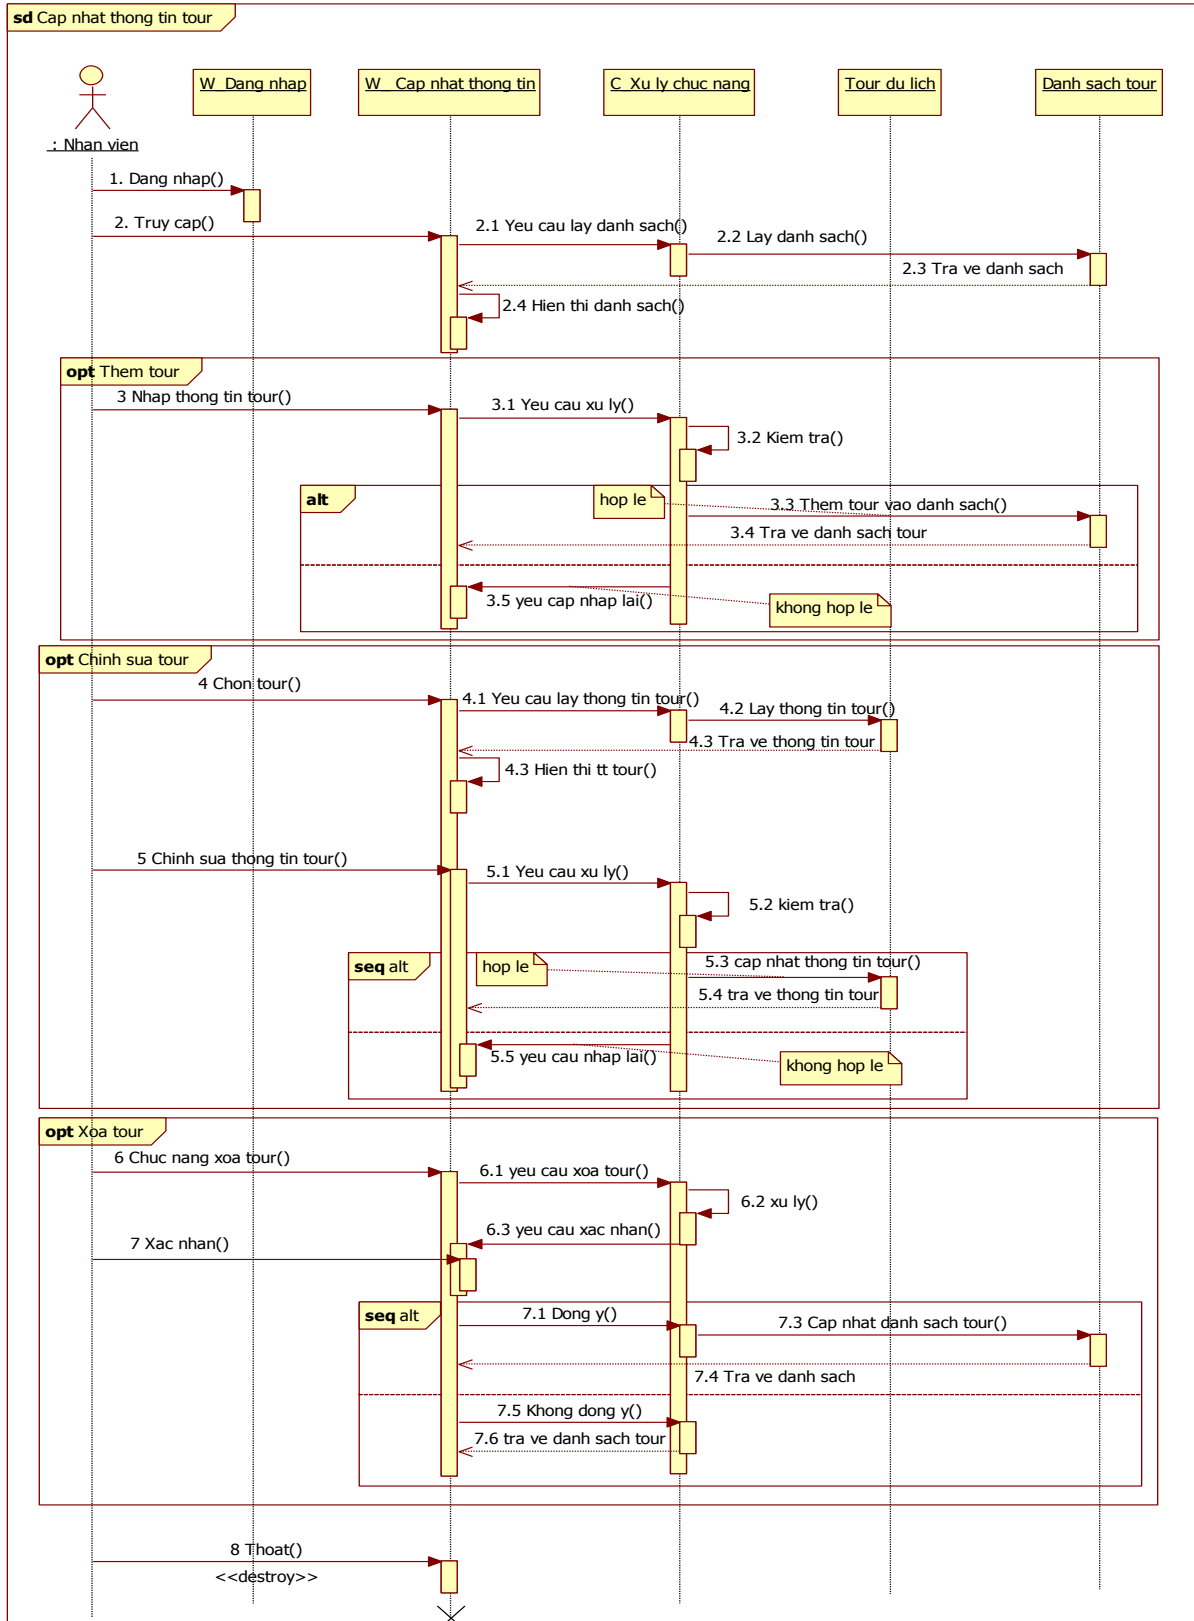 sd Cap nhat thong tin tour
W_Dang nhap
W_ Cap nhat thong tin
C_Xu ly chuc nang
Tour du lich
Danh sach tour
: Nhan vien
1. Dang nhap()
2. Truy cap()
2.1 Yeu cau lay danh sach()
2.2 Lay danh sach()
2.3 Tra ve danh sach
2.4 Hien thi danh sach()
opt Them tour
3 Nhap thong tin tour()
3.1 Yeu cau xu ly()
3.2 Kiem tra()
alt
hop le
3.3 Them tour vao danh sach()
3.4 Tra ve danh sach tour
3.5 yeu cap nhap lai()
khong hop le
opt Chinh sua tour
4 Chon tour()
4.1 Yeu cau lay thong tin tour()
4.2 Lay thong tin tour()
4.3 Tra ve thong tin tour
4.3 Hien thi tt tour()
5 Chinh sua thong tin tour()
5.1 Yeu cau xu ly()
5.2 kiem tra()
seq alt
hop le
5.3 cap nhat thong tin tour()
5.4 tra ve thong tin tour
5.5 yeu cau nhap lai()
khong hop le
opt Xoa tour
6 Chuc nang xoa tour()
6.1 yeu cau xoa tour()
6.2 xu ly()
6.3 yeu cau xac nhan()
7 Xac nhan()
seq alt
7.1 Dong y()
7.3 Cap nhat danh sach tour()
7.4 Tra ve danh sach
7.5 Khong dong y()
7.6 tra ve danh sach tour
8 Thoat()
<<destroy>>